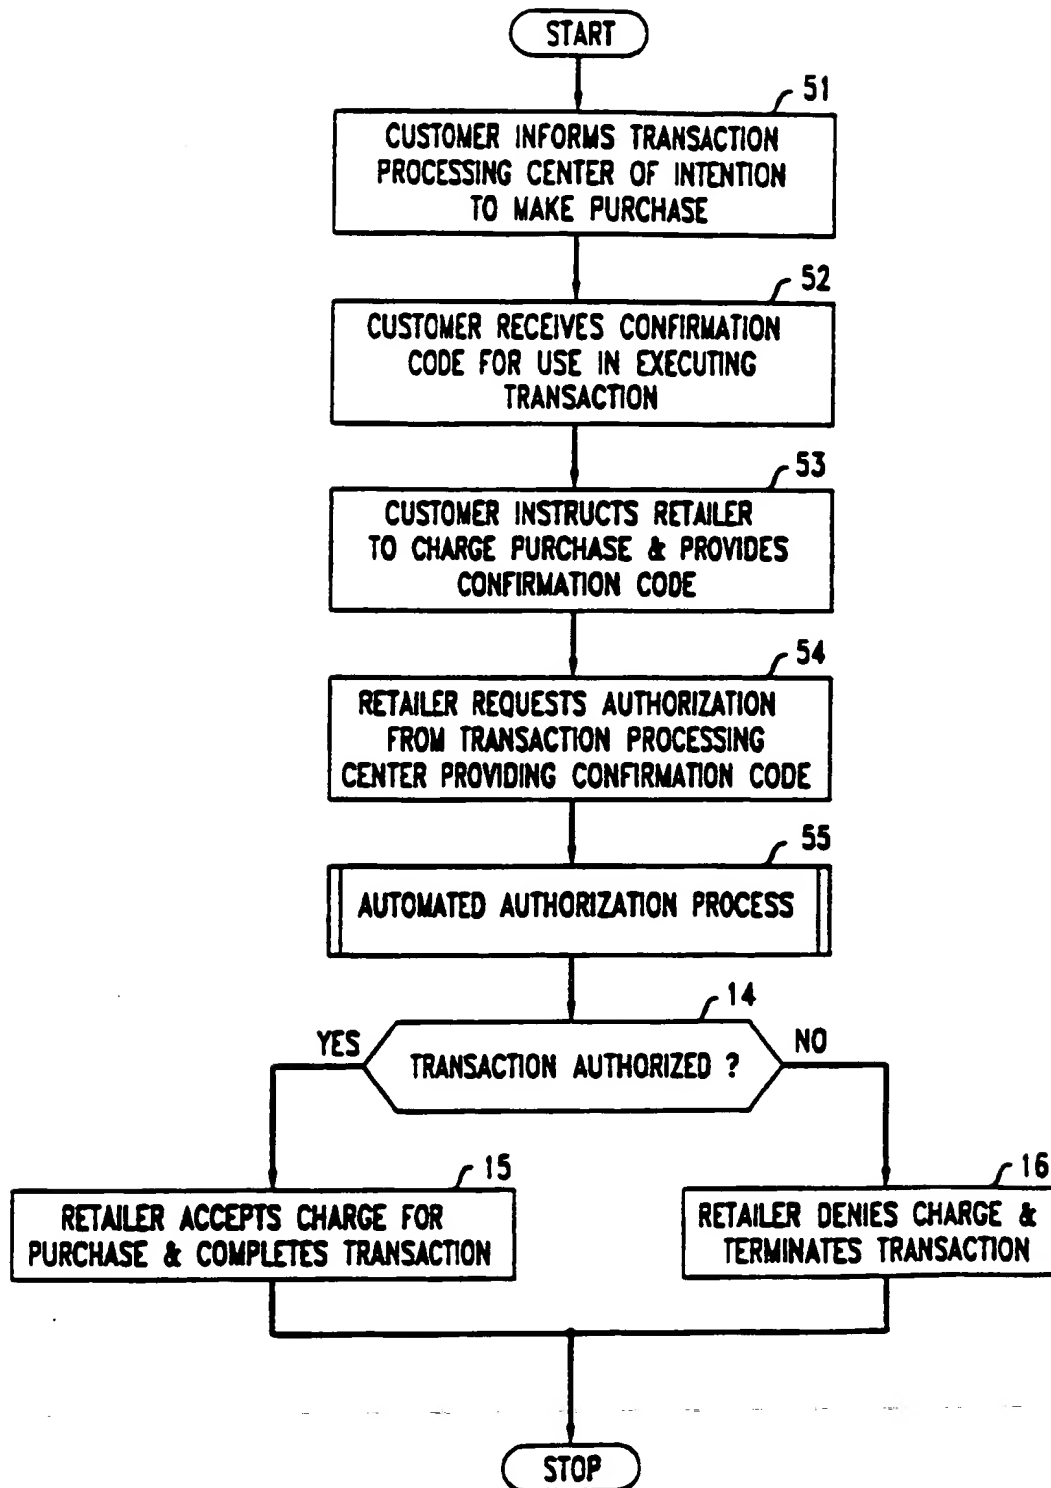 START
51
CUSTOMER INFORMS TRANSACTION
PROCESSING CENTER OF INTENTION
TO MAKE PURCHASE
52
CUSTOMER RECEIVES CONFIRMATION
CODE FOR USE IN EXECUTING
TRANSACTION
53
CUSTOMER INSTRUCTS RETAILER
TO CHARGE PURCHASE & PROVIDES
CONFIRMATION CODE
54
RETAILER REQUESTS AUTHORIZATION
FROM TRANSACTION PROCESSING
CENTER PROVIDING CONFIRMATION CODE
55
AUTOMATED AUTHORIZATION PROCESS
14
YES
TRANSACTION AUTHORIZED ?
NO
15
RETAILER ACCEPTS CHARGE FOR
PURCHASE & COMPLETES TRANSACTION
16
RETAILER DENIES CHARGE &
TERMINATES TRANSACTION
STOP